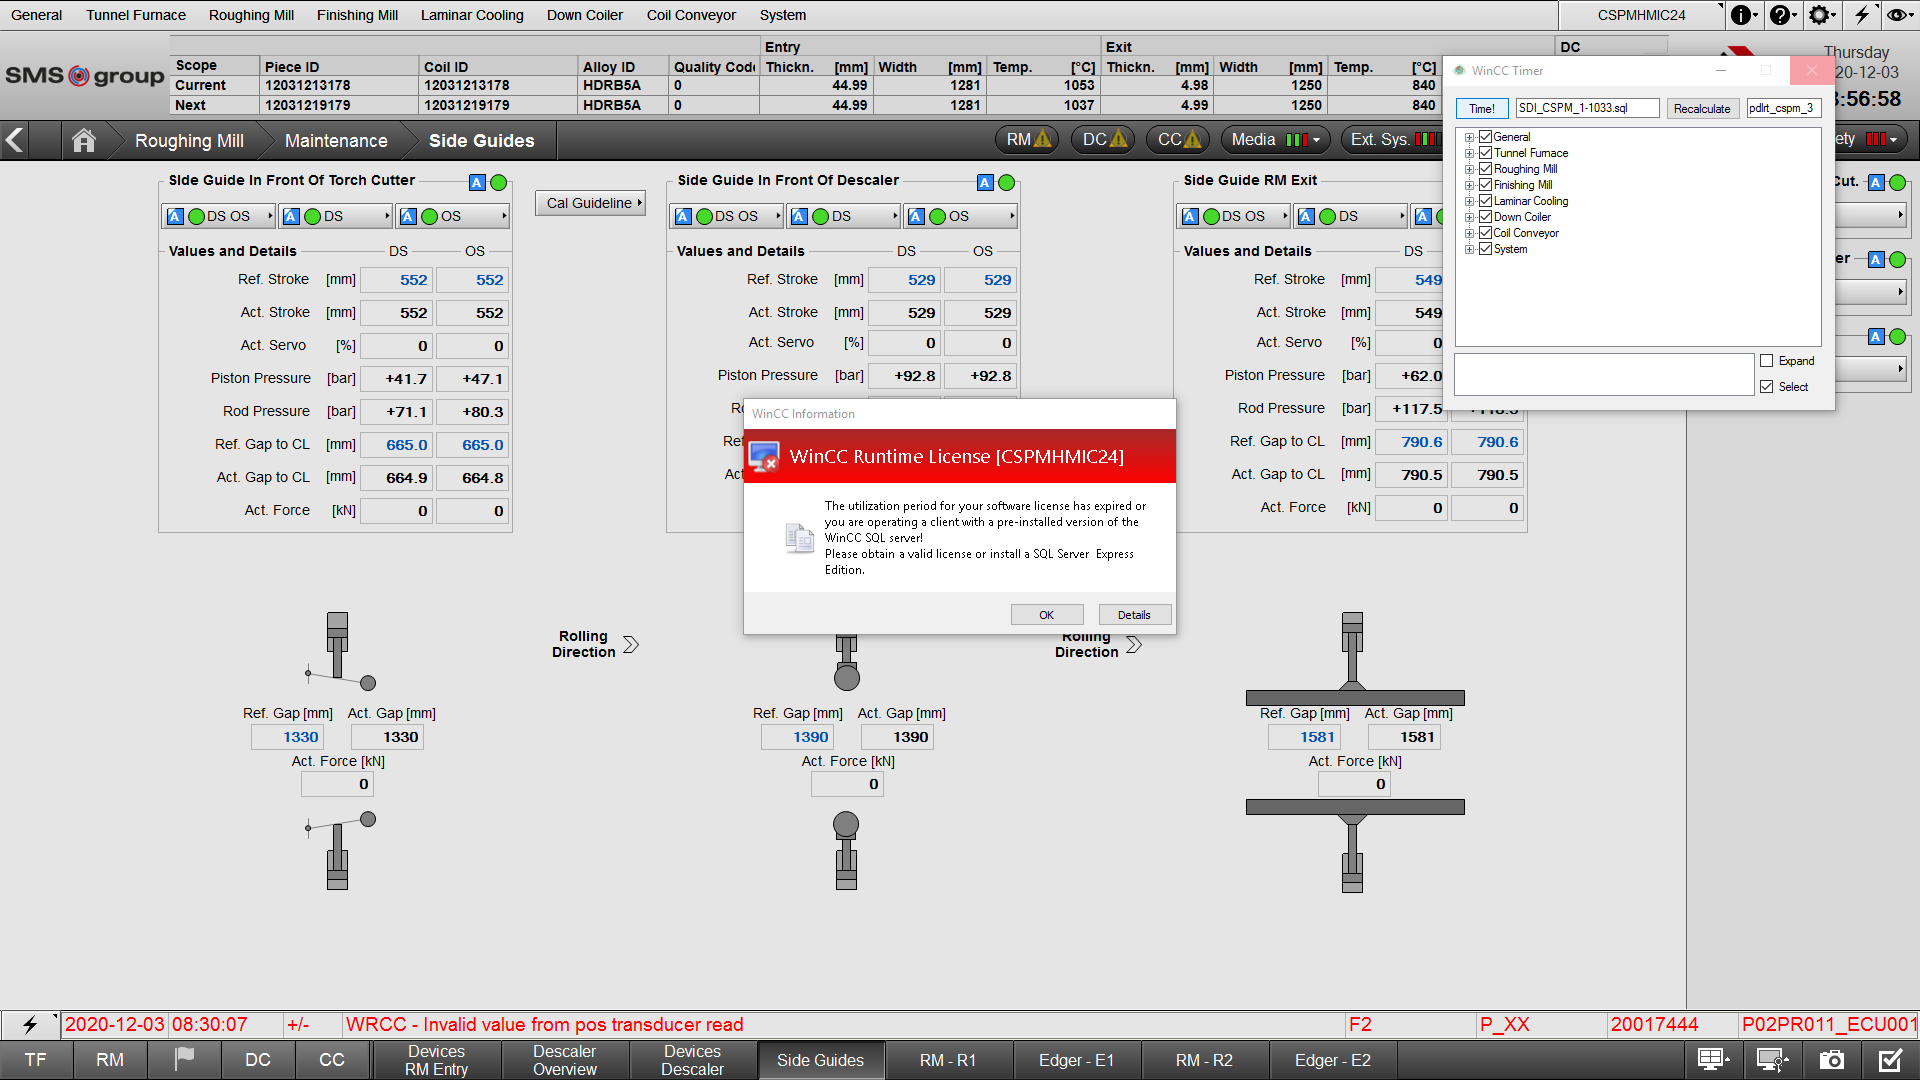 General Tunnel Furnace Roughing Mill Finishing Mill Laminar Cooling Down Coiler Coil Conveyor System CSPMHMIC24
SMS group
Entry Exit DC
Scope Piece ID Coil ID Alloy ID Quality Code Thickn. [mm] Width [mm] Temp. [°C] Thickn. [mm] Width [mm] Temp. [°C]
Current 12031213178 12031213178 HDRB5A 0 44.99 1281 1053 4.98 1250 840
Next 12031219179 12031219179 HDRB5A 0 44.99 1281 1037 4.99 1250 840
Thursday
20-12-03
:56:58
Roughing Mill Maintenance Side Guides RM DC CC Media Ext. Sys. ety
WinCC Timer
Time! SDI_CSPM_1-1033.sql Recalculate pdlrt_cspm_3
General
Tunnel Furnace
Roughing Mill
Finishing Mill
Laminar Cooling
Down Coiler
Coil Conveyor
System
Expand
Select
Side Guide In Front Of Torch Cutter A
A DS OS A DS A OS
Values and Details DS OS
Ref. Stroke [mm] 552 552
Act. Stroke [mm] 552 552
Act. Servo [%] 0 0
Piston Pressure [bar] +41.7 +47.1
Rod Pressure [bar] +71.1 +80.3
Ref. Gap to CL [mm] 665.0 665.0
Act. Gap to CL [mm] 664.9 664.8
Act. Force [kN] 0 0
Cal Guideline
Side Guide In Front Of Descaler A
A DS OS A DS A OS
Values and Details DS OS
Ref. Stroke [mm] 529 529
Act. Stroke [mm] 529 529
Act. Servo [%] 0 0
Piston Pressure [bar] +92.8 +92.8
Ro
Ref
Act
Side Guide RM Exit
A DS OS A DS A
Values and Details DS
Ref. Stroke [mm] 549
Act. Stroke [mm] 549
Act. Servo [%] 0
Piston Pressure [bar] +62.0
Rod Pressure [bar] +117.5
Ref. Gap to CL [mm] 790.6 790.6
Act. Gap to CL [mm] 790.5 790.5
Act. Force [kN] 0 0
Cut. A
er A
A
WinCC Information
WinCC Runtime License [CSPMHMIC24]
The utilization period for your software license has expired or
you are operating a client with a pre-installed version of the
WinCC SQL server!
Please obtain a valid license or install a SQL Server Express
Edition.
OK Details
Rolling
Direction
Rolling
Direction
Ref. Gap [mm] Act. Gap [mm]
1330 1330
Act. Force [kN]
0
Ref. Gap [mm] Act. Gap [mm]
1390 1390
Act. Force [kN]
0
Ref. Gap [mm] Act. Gap [mm]
1581 1581
Act. Force [kN]
0
2020-12-03 08:30:07 +/- WRCC - Invalid value from pos transducer read F2 P_XX 20017444 P02PR011_ECU001
TF RM DC CC Devices RM Entry Descaler Overview Devices Descaler Side Guides RM - R1 Edger - E1 RM - R2 Edger - E2